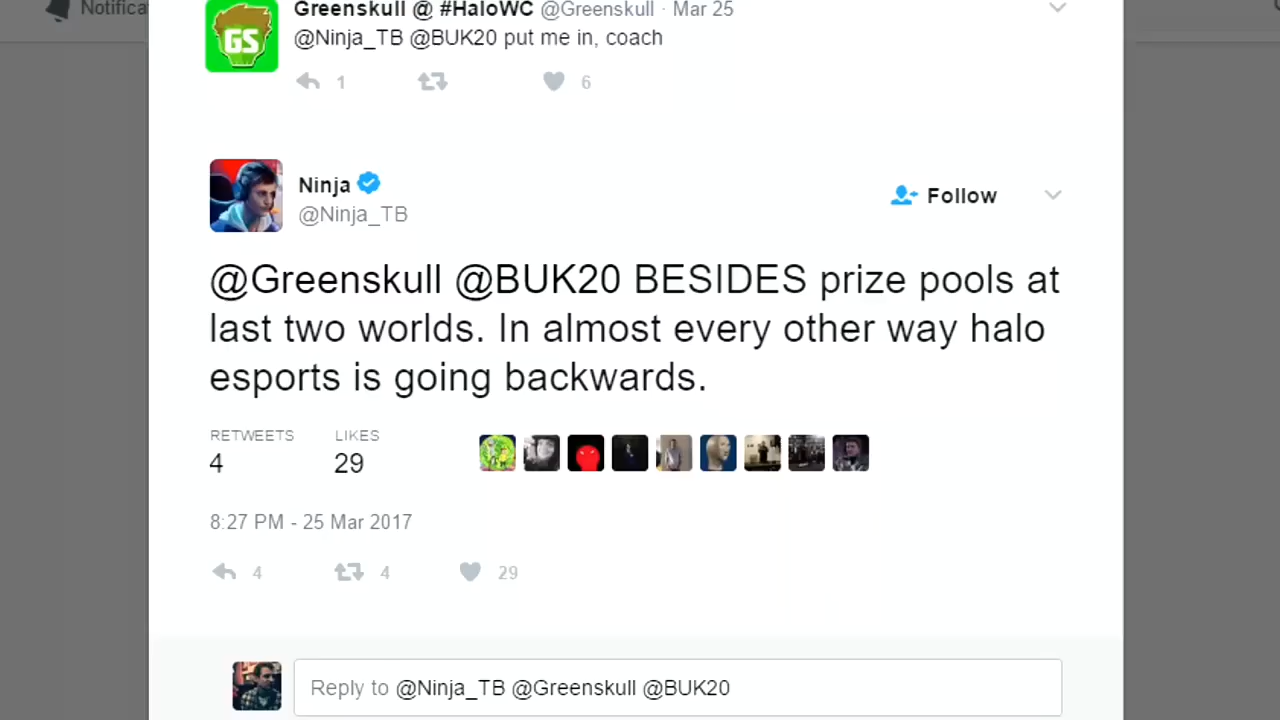 Notifica
Greenskull @ #HaloWC @Greenskull · Mar 25
@Ninja_TB @BUK20 put me in, coach
GS
1 6
Ninja
@Ninja_TB
Follow
@Greenskull @BUK20 BESIDES prize pools at
last two worlds. In almost every other way halo
esports is going backwards.
RETWEETS LIKES
4 29
8:27 PM - 25 Mar 2017
4 4 29
Reply to @Ninja_TB @Greenskull @BUK20